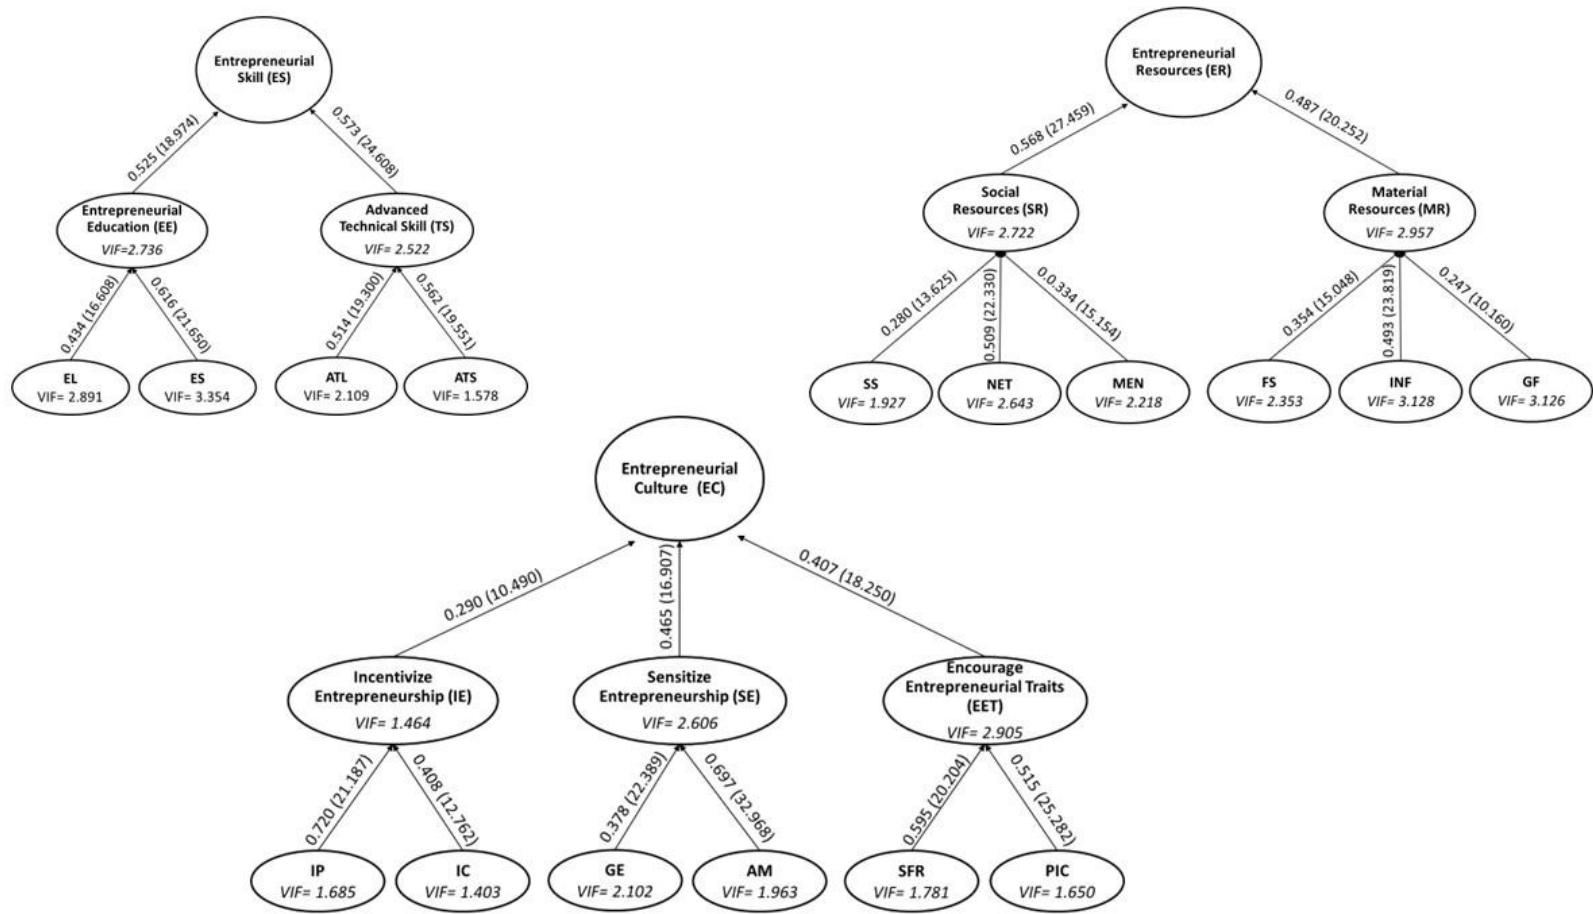 Entrepreneurial
Skill (ES)
0.525 (18.974)
0.573 (24.608)
Entrepreneurial
Education (EE)
VIF=2.736
Advanced
Technical Skill (TS)
VIF= 2.522
0.434 (16.608)
0.616 (21.650)
0.514 (19.300)
0.562 (19.551)
EL
VIF= 2.891
ES
VIF= 3.354
ATL
VIF= 2.109
ATS
VIF= 1.578
Entrepreneurial
Resources (ER)
0.568 (27.459)
0.487 (20.252)
Social
Resources (SR)
VIF= 2.722
Material
Resources (MR)
VIF= 2.957
0.280 (13.625)
0.509 (22.330)
0.0.334 (15.154)
0.354 (15.048)
0.493 (23.819)
0.247 (10.160)
SS
VIF= 1.927
NET
VIF= 2.643
MEN
VIF= 2.218
FS
VIF= 2.353
INF
VIF= 3.128
GF
VIF= 3.126
Entrepreneurial
Culture (EC)
0.290 (10.490)
0.465 (16.907)
0.407 (18.250)
Incentivize
Entrepreneurship (IE)
VIF= 1.464
Sensitize
Entrepreneurship (SE)
VIF= 2.606
Encourage
Entrepreneurial Traits
(EET)
VIF= 2.905
0.720 (21.187)
0.408 (12.762)
0.378 (22.389)
0.697 (32.968)
0.595 (20.204)
0.515 (25.282)
IP
VIF= 1.685
IC
VIF= 1.403
GE
VIF= 2.102
AM
VIF= 1.963
SFR
VIF= 1.781
PIC
VIF= 1.650